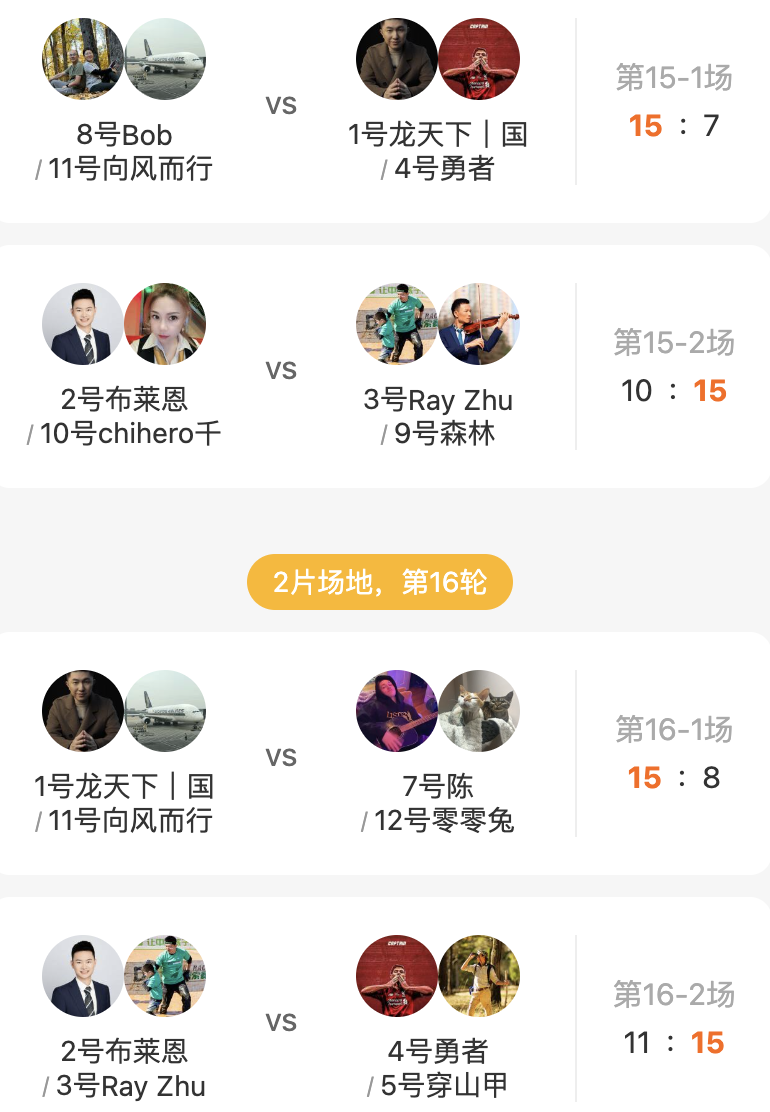 8号Bob
/ 11号向风而行
VS
1号龙天下｜国
/ 4号勇者
第15-1场
15 : 7
2号布莱恩
/ 10号chihero千
VS
3号Ray Zhu
/ 9号森林
第15-2场
10 : 15
2片场地，第16轮
1号龙天下｜国
/ 11号向风而行
VS
7号陈
/ 12号零零兔
第16-1场
15 : 8
2号布莱恩
/ 3号Ray Zhu
VS
4号勇者
/ 5号穿山甲
第16-2场
11 : 15